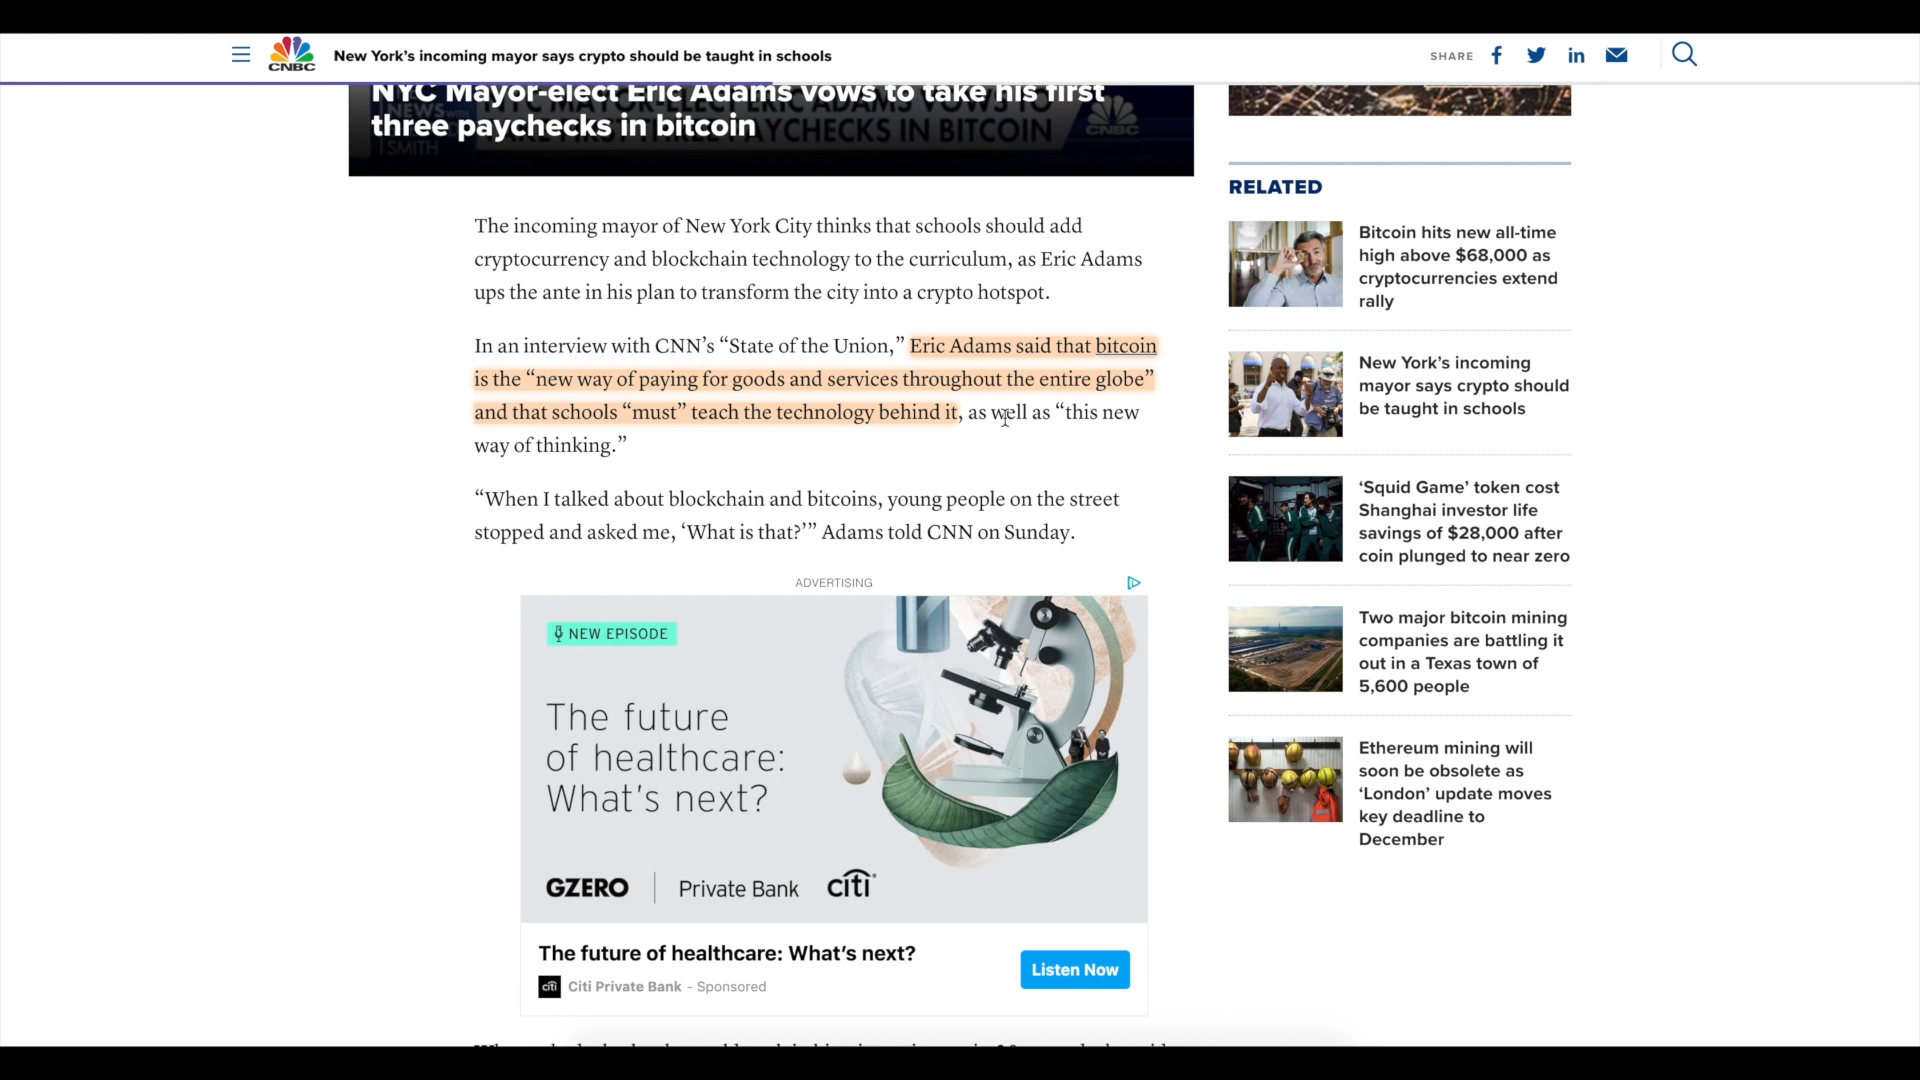 CNBC
New York’s incoming mayor says crypto should be taught in schools
SHARE
NYC Mayor-elect Eric Adams vows to take his first
three paychecks in bitcoin
CNBC
SMITH
The incoming mayor of New York City thinks that schools should add
cryptocurrency and blockchain technology to the curriculum, as Eric Adams
ups the ante in his plan to transform the city into a crypto hotspot.
In an interview with CNN’s “State of the Union,” Eric Adams said that bitcoin
is the “new way of paying for goods and services throughout the entire globe”
and that schools “must” teach the technology behind it, as well as “this new
way of thinking.”
“When I talked about blockchain and bitcoins, young people on the street
stopped and asked me, ‘What is that?’” Adams told CNN on Sunday.
ADVERTISING
NEW EPISODE
The future
of healthcare:
What’s next?
GZERO
Private Bank
citi
The future of healthcare: What’s next?
Listen Now
citi
Citi Private Bank - Sponsored
RELATED
Bitcoin hits new all-time
high above $68,000 as
cryptocurrencies extend
rally
New York’s incoming
mayor says crypto should
be taught in schools
‘Squid Game’ token cost
Shanghai investor life
savings of $28,000 after
coin plunged to near zero
Two major bitcoin mining
companies are battling it
out in a Texas town of
5,600 people
Ethereum mining will
soon be obsolete as
‘London’ update moves
key deadline to
December